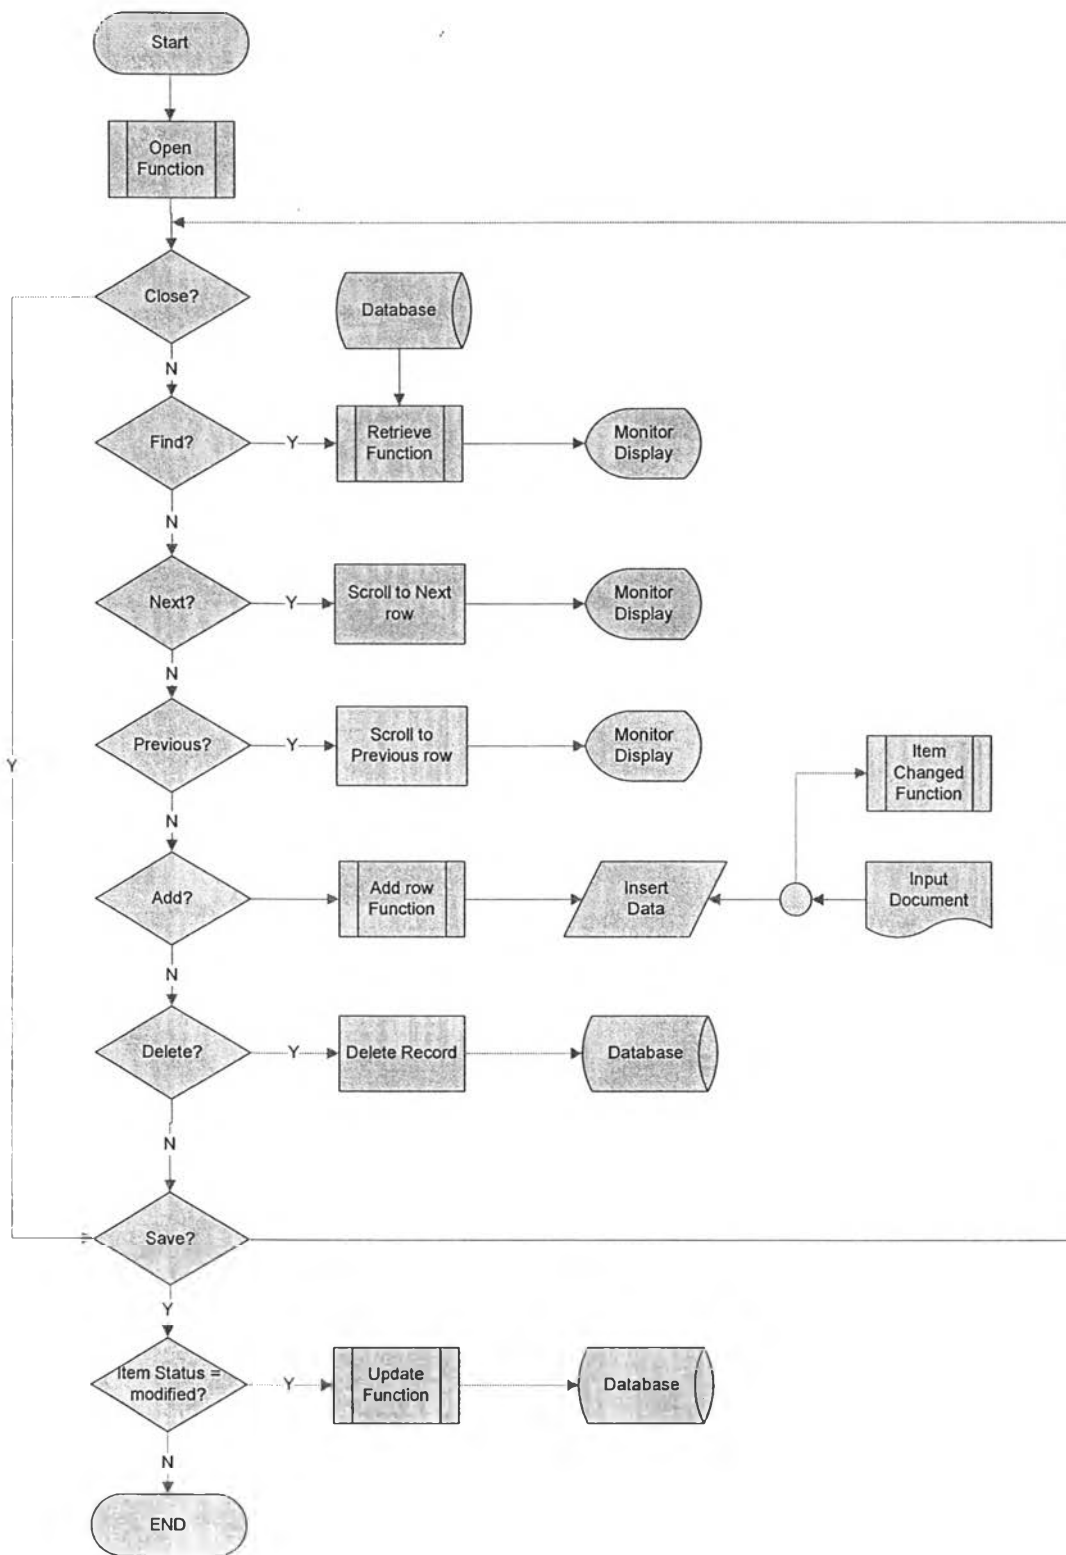 Start
Open
Function
Close?
Database
N
Find?
Y
Retrieve
Function
Monitor
Display
N
Next?
Y
Scroll to Next
row
Monitor
Display
N
Previous?
Y
Scroll to
Previous row
Monitor
Display
Item
Changed
Function
Y
N
Add?
Add row
Function
Insert
Data
Input
Document
N
Delete?
Y
Delete Record
Database
N
Save?
Y
Item Status =
modified?
Y
Update
Function
Database
N
END